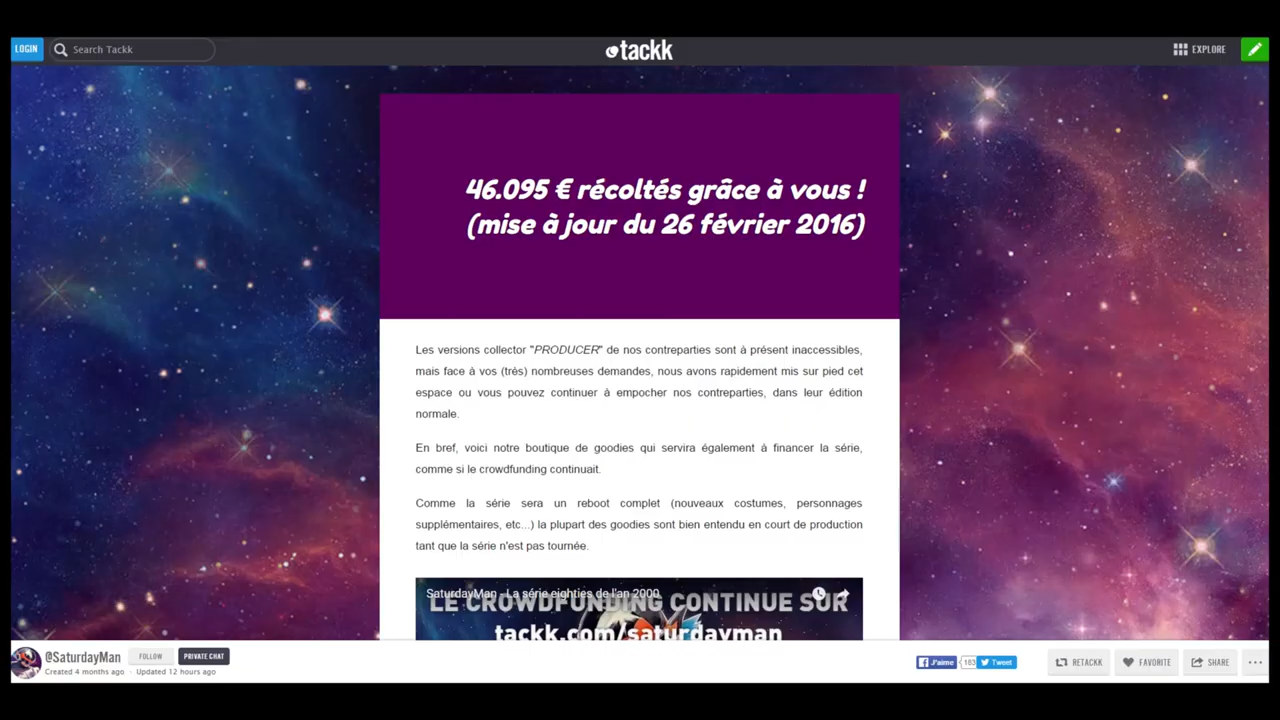 LOGIN
Search Tackk
tackk
EXPLORE
46.095 € récoltés grâce à vous !
(mise à jour du 26 février 2016)
Les versions collector "PRODUCER" de nos contreparties sont à présent inaccessibles,
mais face à vos (très) nombreuses demandes, nous avons rapidement mis sur pied cet
espace ou vous pouvez continuer à empocher nos contreparties, dans leur édition
normale.
En bref, voici notre boutique de goodies qui servira également à financer la série,
comme si le crowdfunding continuait.
Comme la série sera un reboot complet (nouveaux costumes, personnages
supplémentaires, etc...) la plupart des goodies sont bien entendu en court de production
tant que la série n'est pas tournée.
SaturdayMan - La série eighties de l'an 2000
LE CROWDFUNDING CONTINUE SUR
tackk.com/saturdayman
@SaturdayMan
FOLLOW
PRIVATE CHAT
Created 4 months ago · Updated 12 hours ago
J'aime
183
Tweet
RETACKK
FAVORITE
SHARE